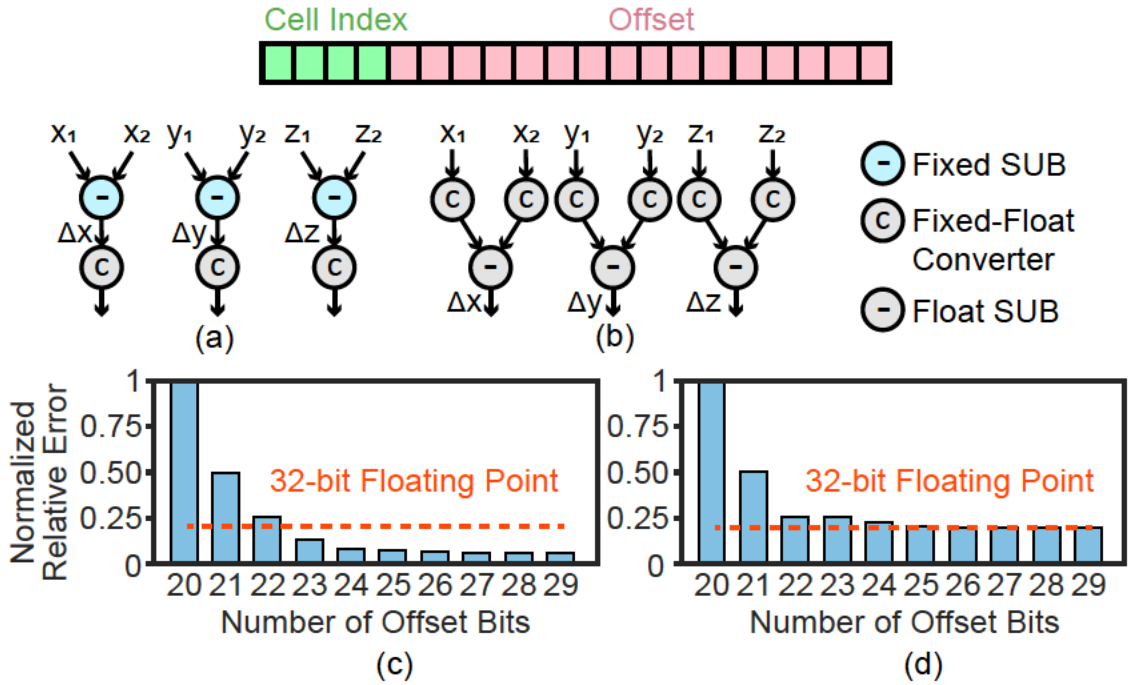 Cell Index Offset
x₁ x₂ y₁ y₂ z₁ z₂ x₁ x₂ y₁ y₂ z₁ z₂
- - - C C C C C C - Fixed SUB
Δx Δy Δz C Fixed-Float
C C C - - - Converter
Δx Δy Δz - Float SUB
(a) (b)
Normalized
Relative Error
1
0.75
0.50
0.25
0
32-bit Floating Point
20 21 22 23 24 25 26 27 28 29
Number of Offset Bits
(c)
1
0.75
0.50
0.25
0
32-bit Floating Point
20 21 22 23 24 25 26 27 28 29
Number of Offset Bits
(d)